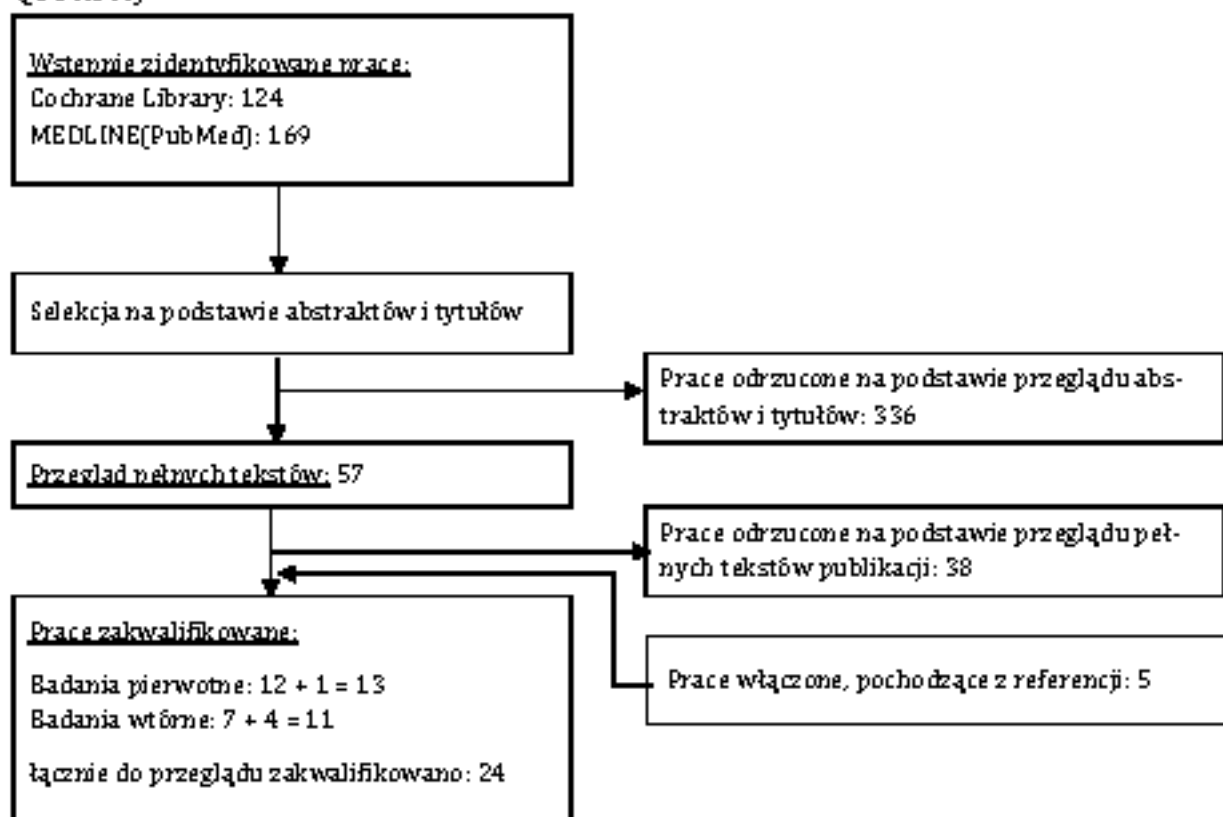 Wstępnie zidentyfikowane prace:
Cochrane Library: 124
MEDLINE(PubMed): 169
Selekcja na podstawie abstraktów i tytułów
Prace odrzucone na podstawie przeglądu abs-
traktów i tytułów: 336
Przegląd pełnych tekstów: 57
Prace odrzucone na podstawie przeglądu peł-
nych tekstów publikacji: 38
Prace włączone, pochodzące z referencji: 5
Prace zakwalifikowane:
Badania pierwotne: 12 + 1 = 13
Badania wtórne: 7 + 4 = 11
łącznie do przeglądu zakwalifikowano: 24